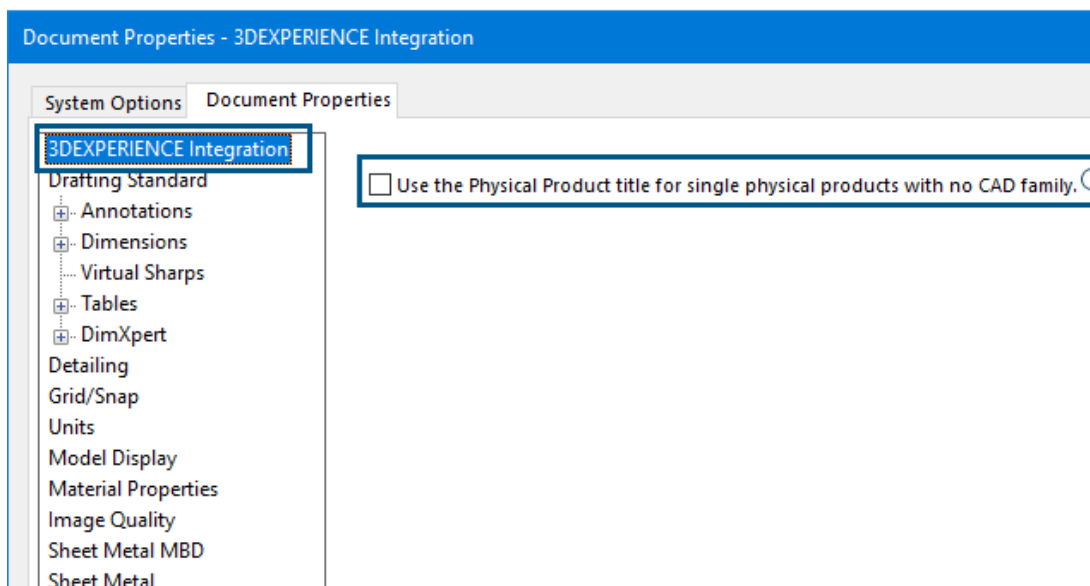 Document Properties - 3DEXPERIENCE Integration
System Options
Document Properties
3DEXPERIENCE Integration
Use the Physical Product title for single physical products with no CAD family.
Drafting Standard
Annotations
Dimensions
Virtual Sharps
Tables
DimXpert
Detailing
Grid/Snap
Units
Model Display
Material Properties
Image Quality
Sheet Metal MBD
Sheet Metal